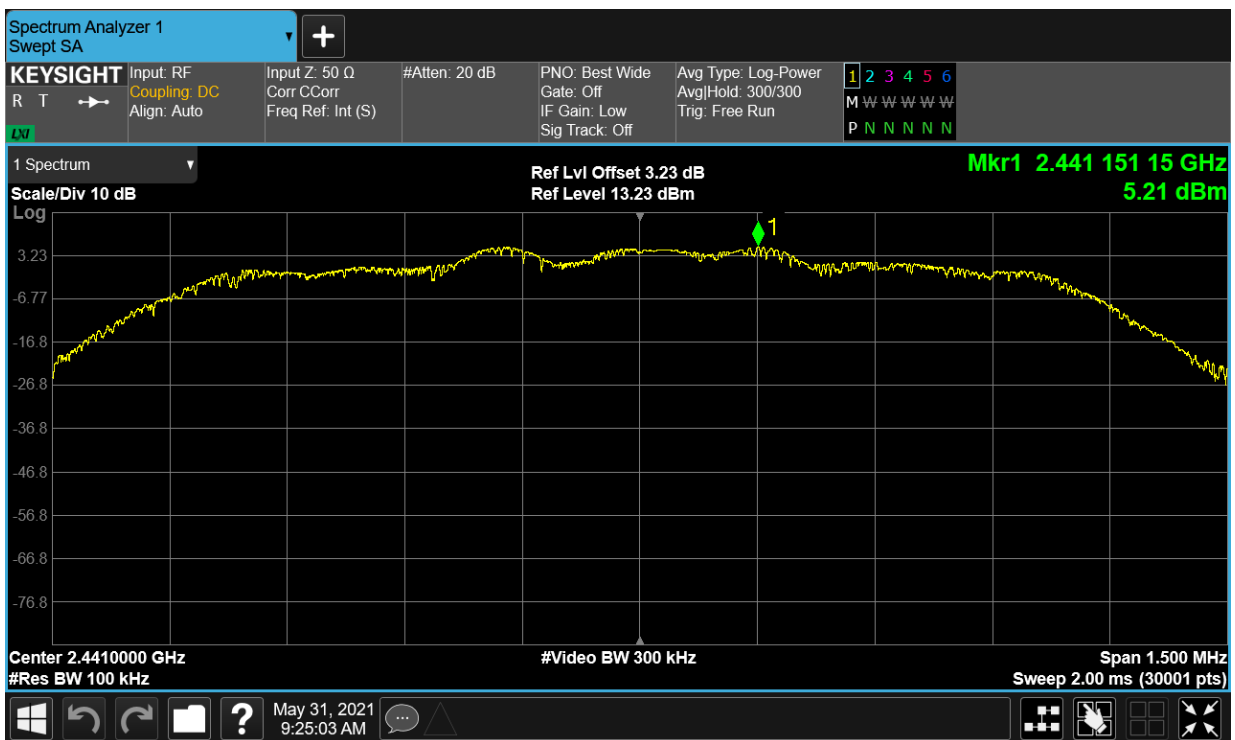 Spectrum Analyzer 1
Swept SA
KEYSIGHT
R T
LXI
Input: RF
Coupling: DC
Align: Auto
Input Z: 50 Ω
Corr CCorr
Freq Ref: Int (S)
#Atten: 20 dB
PNO: Best Wide
Gate: Off
IF Gain: Low
Sig Track: Off
Avg Type: Log-Power
Avg|Hold: 300/300
Trig: Free Run
1 2 3 4 5 6
M W W W W W
P N N N N N
1 Spectrum
Scale/Div 10 dB
Log
Ref Lvl Offset 3.23 dB
Ref Level 13.23 dBm
Mkr1 2.441 151 15 GHz
5.21 dBm
1
3.23
-6.77
-16.8
-26.8
-36.8
-46.8
-56.8
-66.8
-76.8
Center 2.4410000 GHz
#Res BW 100 kHz
#Video BW 300 kHz
Span 1.500 MHz
Sweep 2.00 ms (30001 pts)
?
May 31, 2021
9:25:03 AM